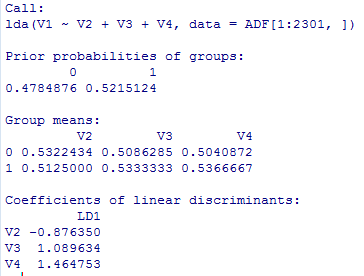 Call:
lda(V1 ~ V2 + V3 + V4, data = ADF[1:2301, ])
Prior probabilities of groups:
0 1
0.4784876 0.5215124
Group means:
V2 V3 V4
0 0.5322434 0.5086285 0.5040872
1 0.5125000 0.5333333 0.5366667
Coefficients of linear discriminants:
LD1
V2 -0.876350
V3 1.089634
V4 1.464753